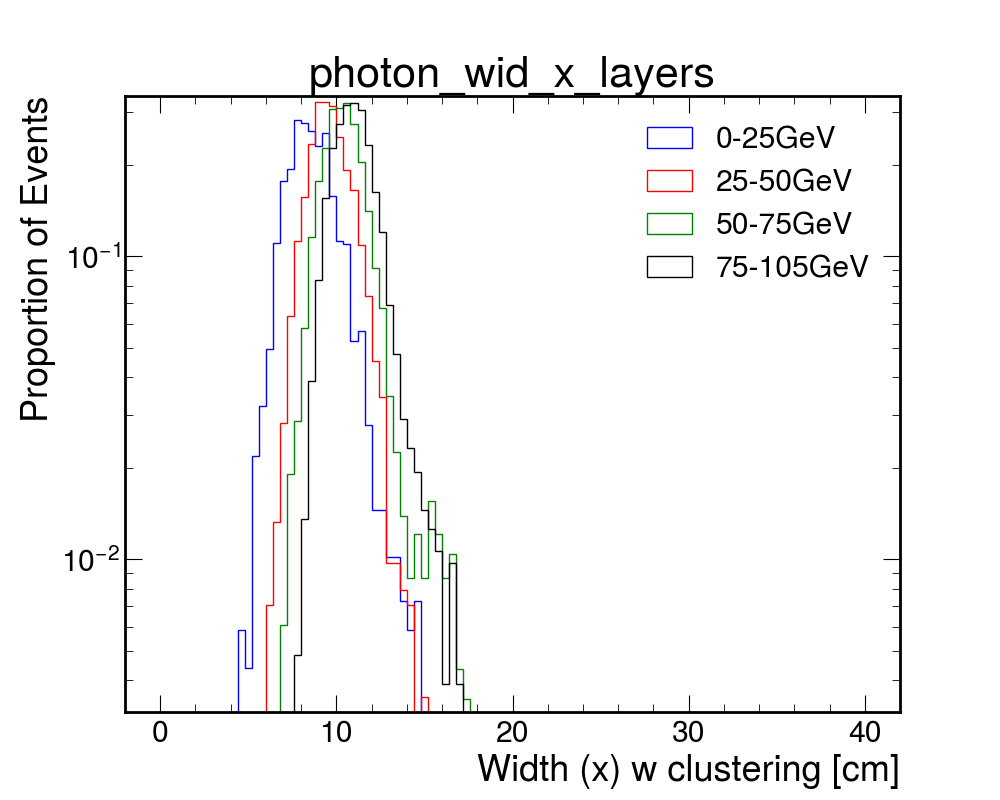 photon_wid_x_layers
Proportion of Events
0-25GeV
25-50GeV
50-75GeV
75-105GeV
10⁻¹
10⁻²
0 10 20 30 40
Width (x) w clustering [cm]